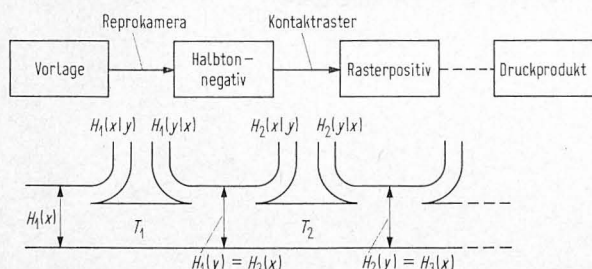 Reprokamera
Kontaktraster
Vorlage
Halbton–
negativ
Rasterpositiv
Druckprodukt
H₁(x|y)
H₁(y|x)
H₂(x|y)
H₂(y|x)
H₁(x)
T₁
T₂
H₁(y) = H₂(x)
H₂(y) = H₃(x)